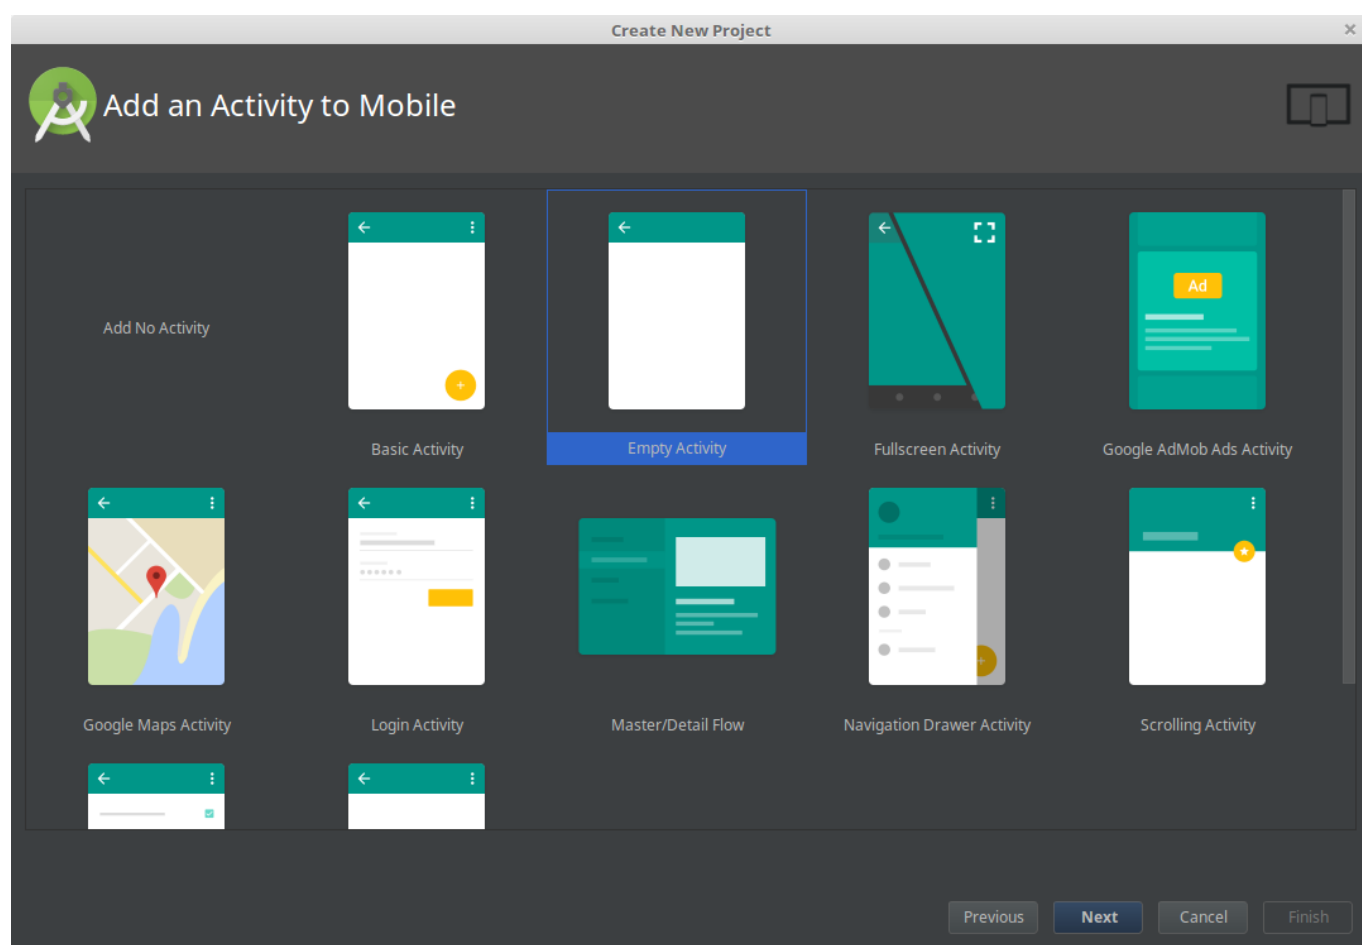 Create New Project
Add an Activity to Mobile
Ad
Add No Activity
Basic Activity
Empty Activity
Fullscreen Activity
Google AdMob Ads Activity
Google Maps Activity
Login Activity
Master/Detail Flow
Navigation Drawer Activity
Scrolling Activity
Previous
Next
Cancel
Finish